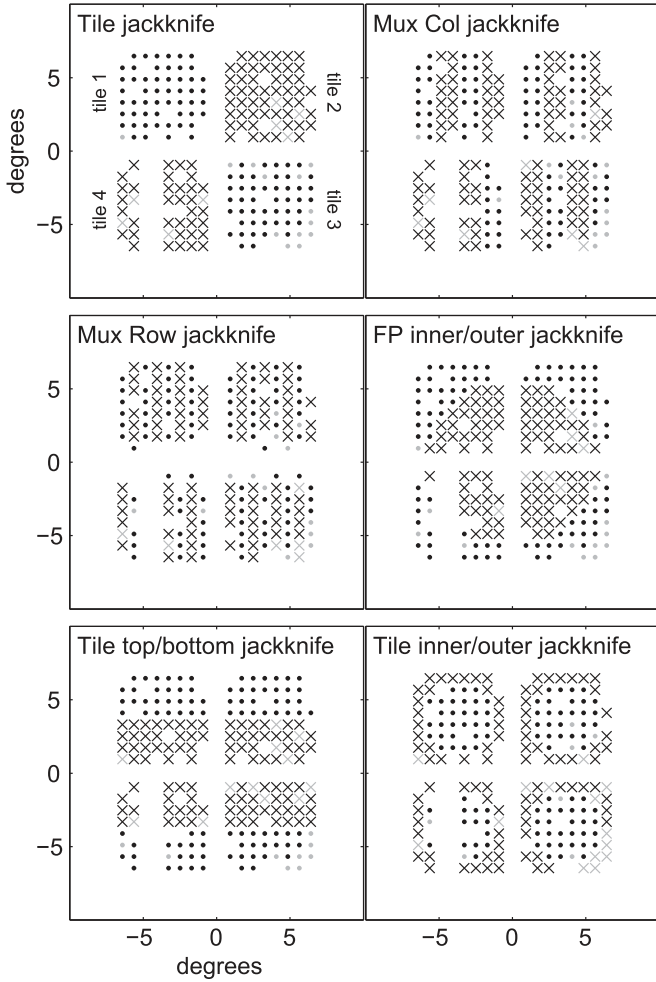 Tile jackknife
Mux Col jackknife
tile 1
tile 2
tile 4
tile 3
degrees
5
0
−5
Mux Row jackknife
FP inner/outer jackknife
5
0
−5
Tile top/bottom jackknife
Tile inner/outer jackknife
5
0
−5
−5 0 5
−5 0 5
degrees